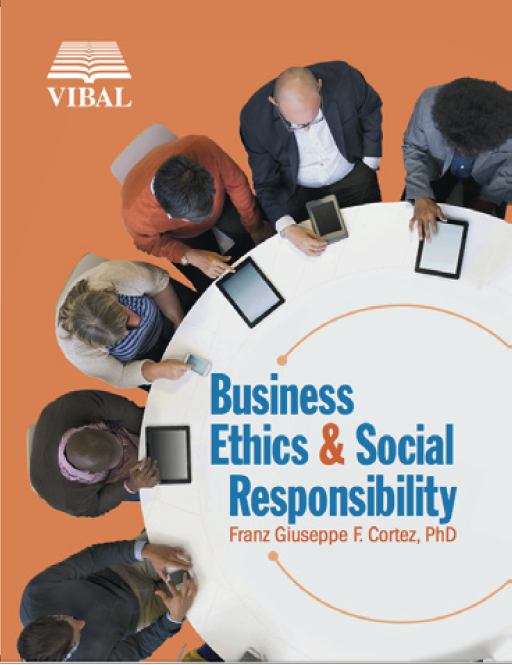 VIBAL
Business
Ethics & Social
Responsibility
Franz Giuseppe F. Cortez, PhD